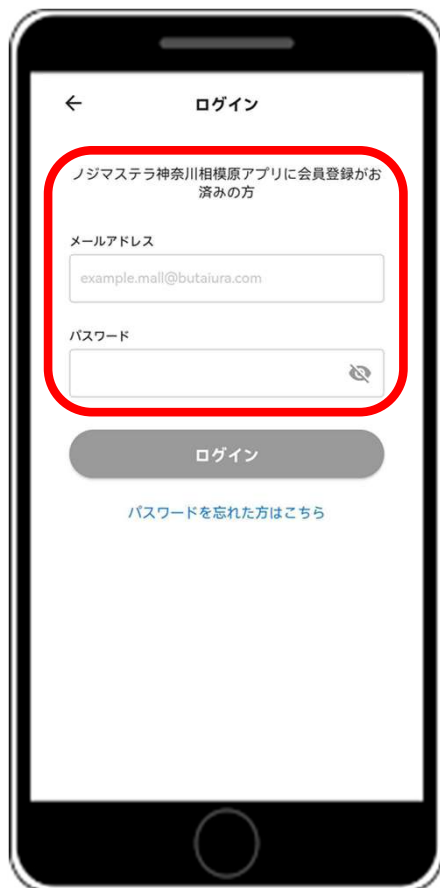 ログイン
ノジマステラ神奈川相模原アプリに会員登録がお
済みの方
メールアドレス
example.mall@butaiura.com
パスワード
ログイン
パスワードを忘れた方はこちら